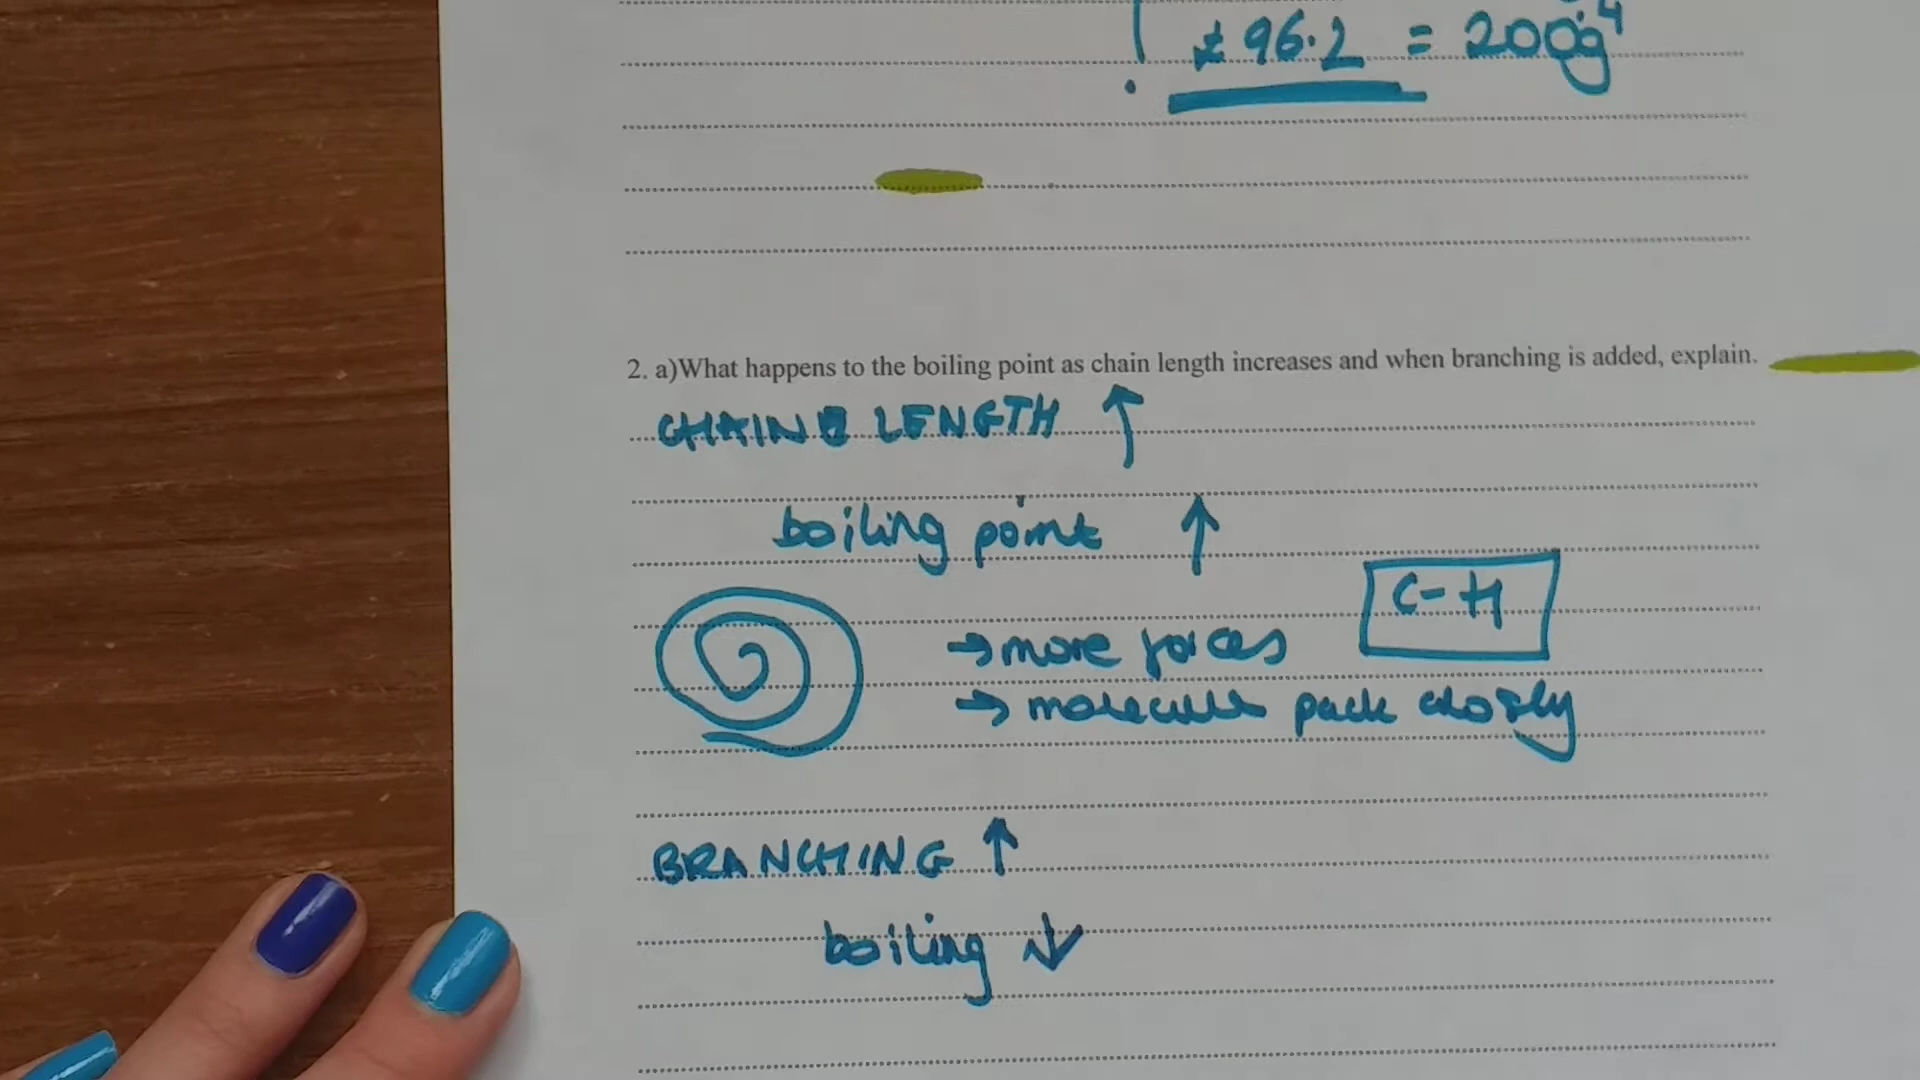 ≠ 96.2 = 200g
2. a)What happens to the boiling point as chain length increases and when branching is added, explain.
CHAIN LENGTH ↑
boiling point ↑
C-H
→ more forces
→ molecules pack closely
BRANCHING ↑
boiling ↓